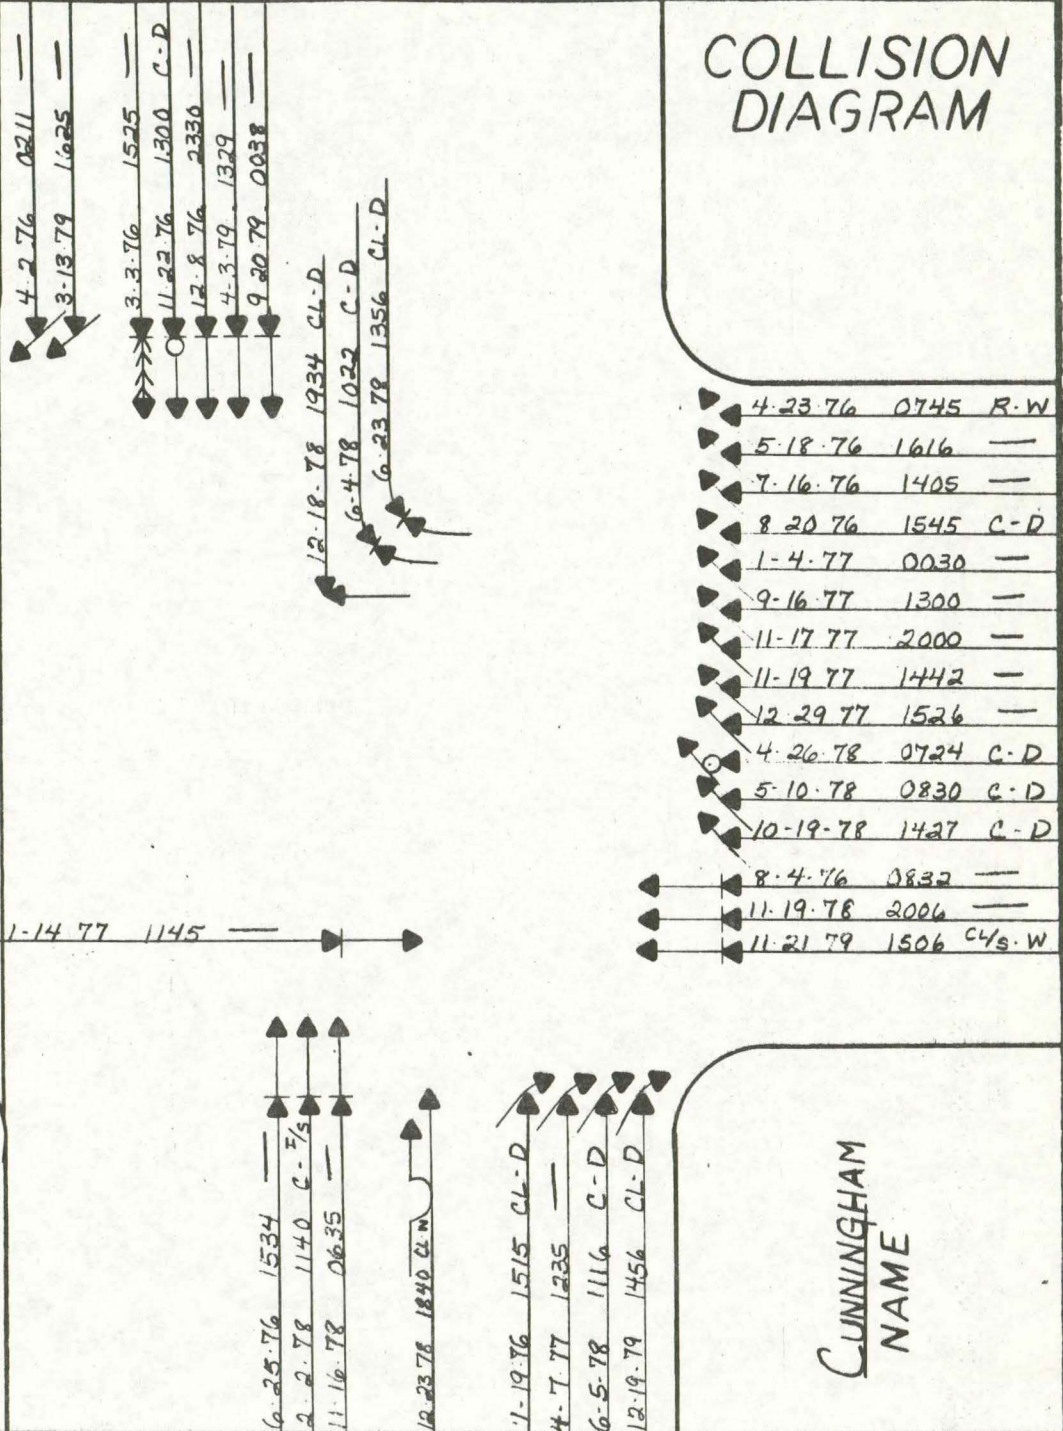 COLLISION
DIAGRAM
4·2·76 0211 —
3-13·79 1625 —
3·3·76 1525 —
11·22·76 1300 C-D
12·8·76 2330 —
4-3-79 1329 —
9·20·79 0038 —
12-18-78 1934 CL-D
6-4-78 1022 C-D
6·23·78 1356 CL-D
4·23·76 0745 R·W
5·18·76 1616 —
7·16·76 1405 —
8 20 76 1545 C-D
1-4·77 0030 —
9-16·77 1300 —
11-17 77 2000 —
11-19 77 1442 —
12·29 77 1526 —
4·26·78 0724 C-D
5-10·78 0830 C-D
10-19-78 1427 C-D
8·4·76 0832 —
11·19·78 2006 —
11·21 79 1506 CL/S·W
1-14 77 1145 —
6·25·76 1534 —
2·2·78 1140 C-I/S
11·16·78 0635 —
12·23 78 1840 CL·N
1-19·76 1515 CL-D
4-7·77 1235 —
6-5-78 1116 C-D
12·19·79 1456 CL-D
CUNNINGHAM
NAME